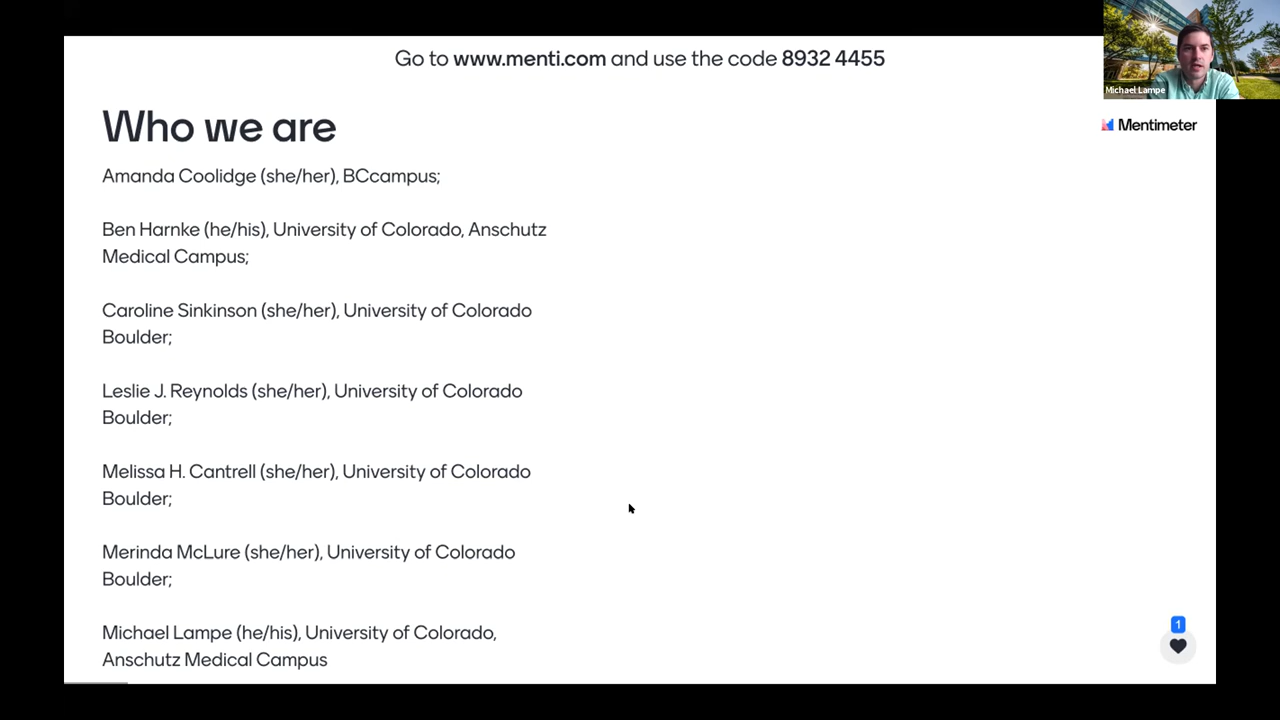 Go to www.menti.com and use the code 8932 4455
Michael Lampe
Mentimeter
Who we are
Amanda Coolidge (she/her), BCcampus;
Ben Harnke (he/his), University of Colorado, Anschutz
Medical Campus;
Caroline Sinkinson (she/her), University of Colorado
Boulder;
Leslie J. Reynolds (she/her), University of Colorado
Boulder;
Melissa H. Cantrell (she/her), University of Colorado
Boulder;
Merinda McLure (she/her), University of Colorado
Boulder;
Michael Lampe (he/his), University of Colorado,
Anschutz Medical Campus
1